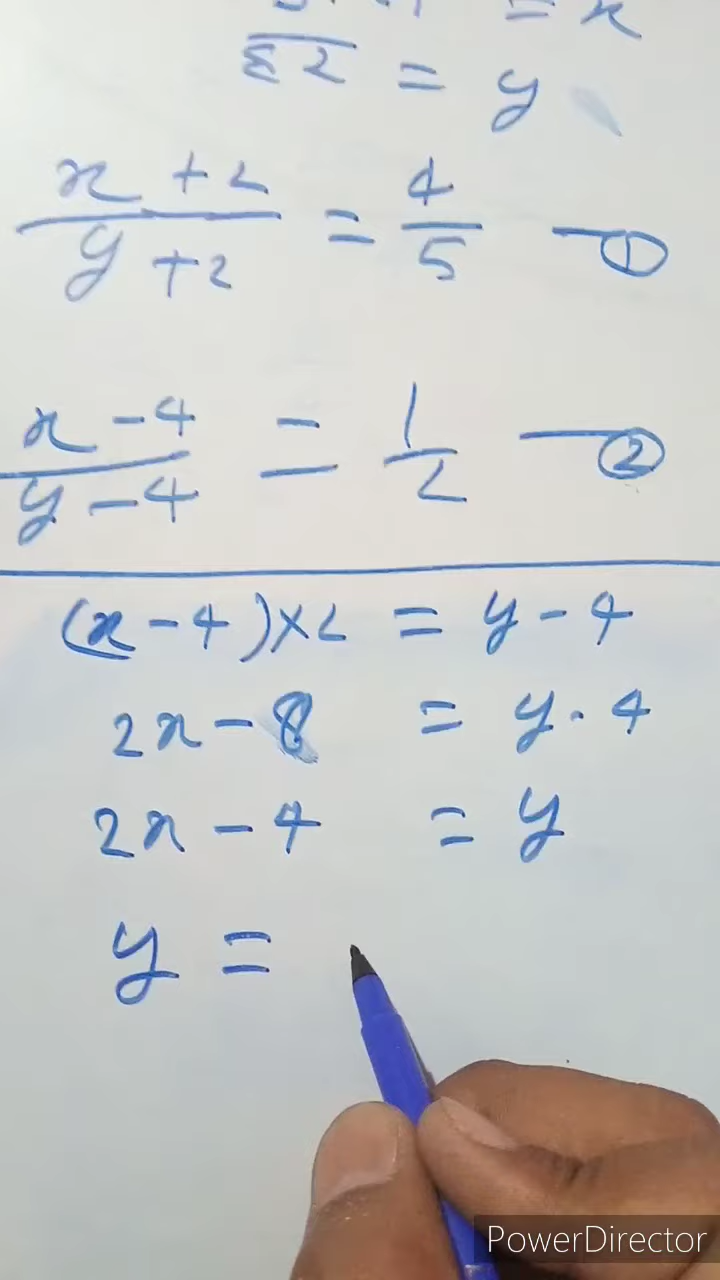 = x
= y
x + 2 / y + 2 = 4 / 5 — ①
x - 4 / y - 4 = 1 / 2 — ②
(x - 4) × 2 = y - 4
2x - 8 = y - 4
2x - 4 = y
y =
PowerDirector